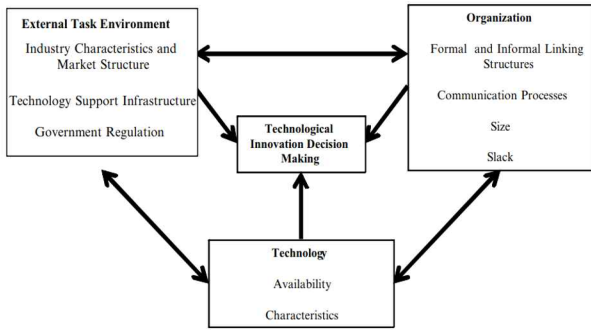 External Task Environment
Industry Characteristics and
Market Structure
Technology Support Infrastructure
Government Regulation
Organization
Formal and Informal Linking
Structures
Communication Processes
Size
Slack
Technological
Innovation Decision
Making
Technology
Availability
Characteristics